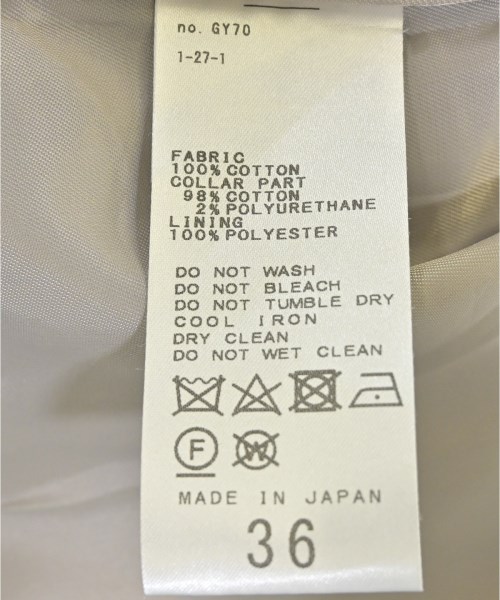 no. GY70
1-27-1
FABRIC
100% COTTON
COLLAR PART
98% COTTON
2% POLYURETHANE
LINING
100% POLYESTER
DO NOT WASH
DO NOT BLEACH
DO NOT TUMBLE DRY
COOL IRON
DRY CLEAN
DO NOT WET CLEAN
F W
MADE IN JAPAN
36